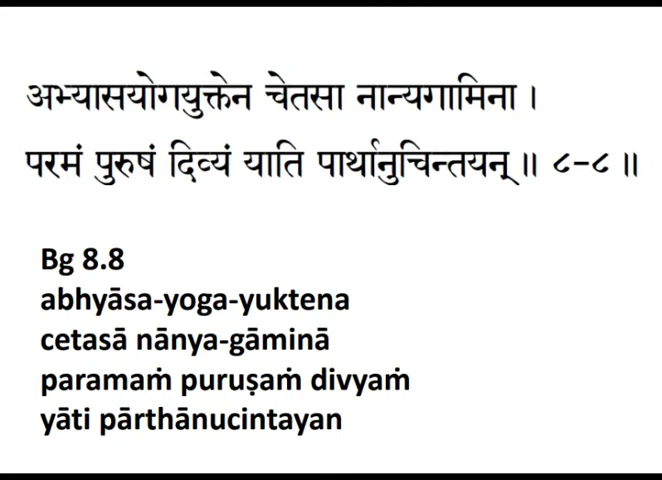 अभ्यासयोगयुक्तेन चेतसा नान्यगामिना ।
परमं पुरुषं दिव्यं याति पार्थानुचिन्तयन् ॥ ८-८ ॥
Bg 8.8
abhyāsa-yoga-yuktena
cetasā nānya-gāminā
paramaṁ puruṣaṁ divyaṁ
yāti pārthānucintayan